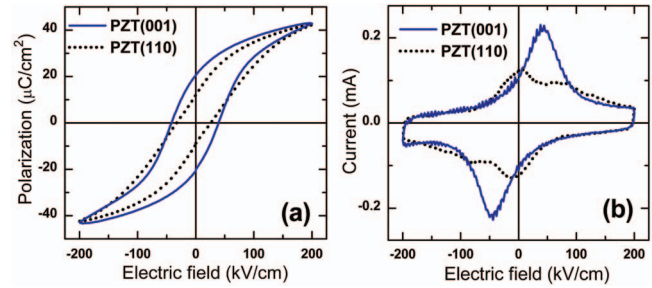 PZT(001)
PZT(110)
Polarization (μC/cm²)
40
20
0
-20
-40
(a)
-200 -100 0 100 200
Electric field (kV/cm)
PZT(001)
PZT(110)
Current (mA)
0.2
0.0
-0.2
(b)
-200 -100 0 100 200
Electric field (kV/cm)